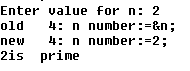 Enter value for n: 2
old   4: n number:=&n;
new   4: n number:=2;
2is  prime